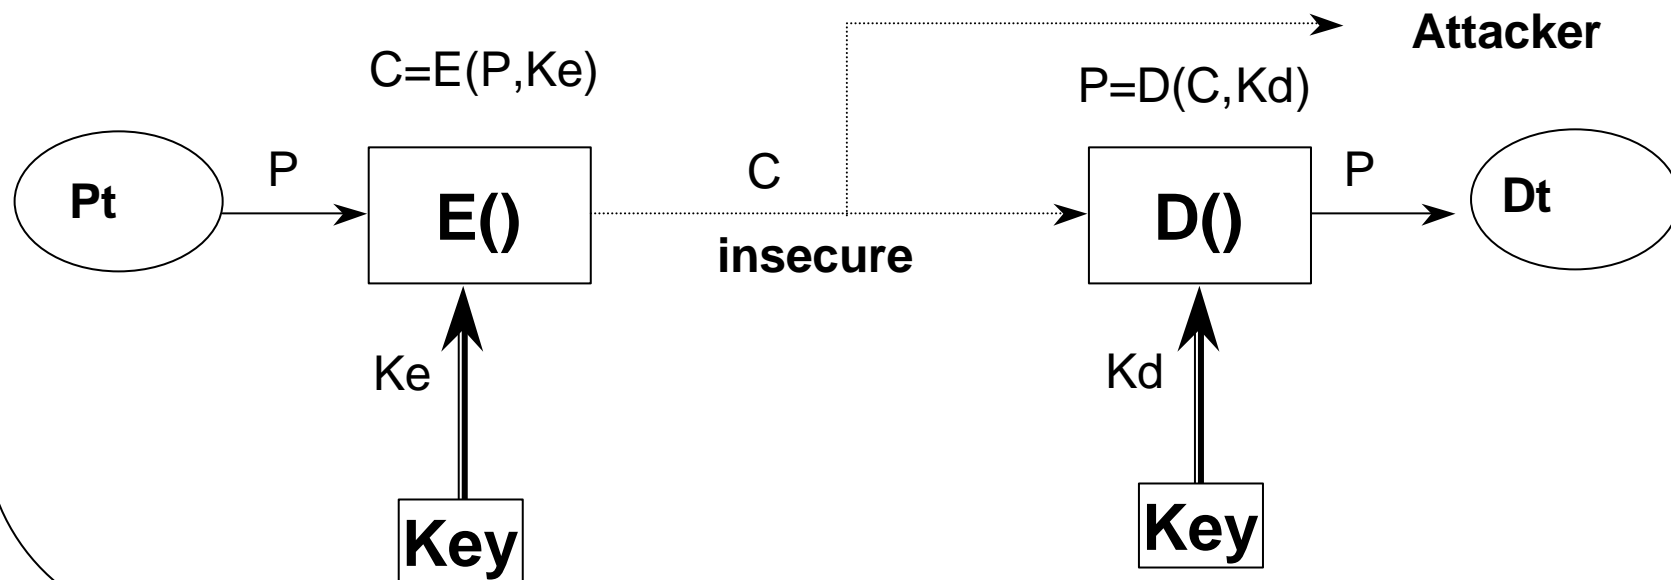 Attacker
C=E(P,Ke)
P=D(C,Kd)
Pt
P
E()
C
insecure
D()
P
Dt
Ke
Kd
Key
Key